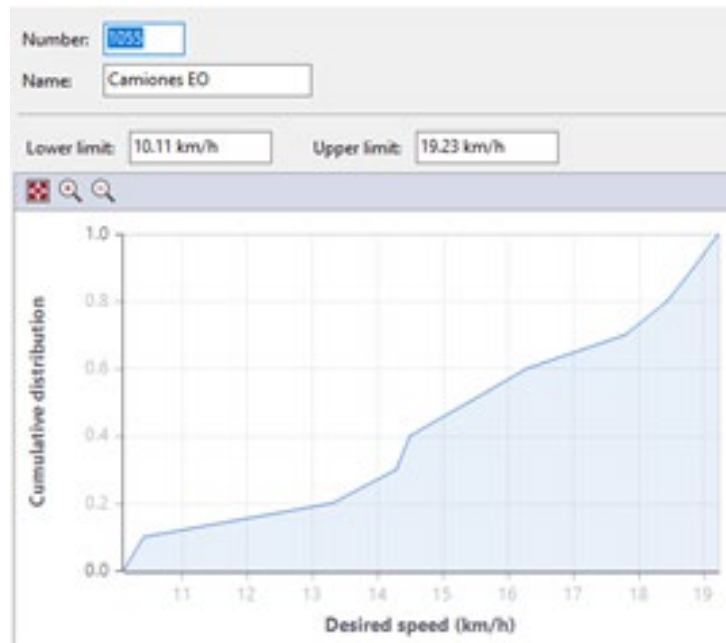 Number: 1055
Name: Camiones EO
Lower limit: 10.11 km/h Upper limit: 19.23 km/h
Cumulative distribution
1.0
0.8
0.6
0.4
0.2
0.0
11 12 13 14 15 16 17 18 19
Desired speed (km/h)